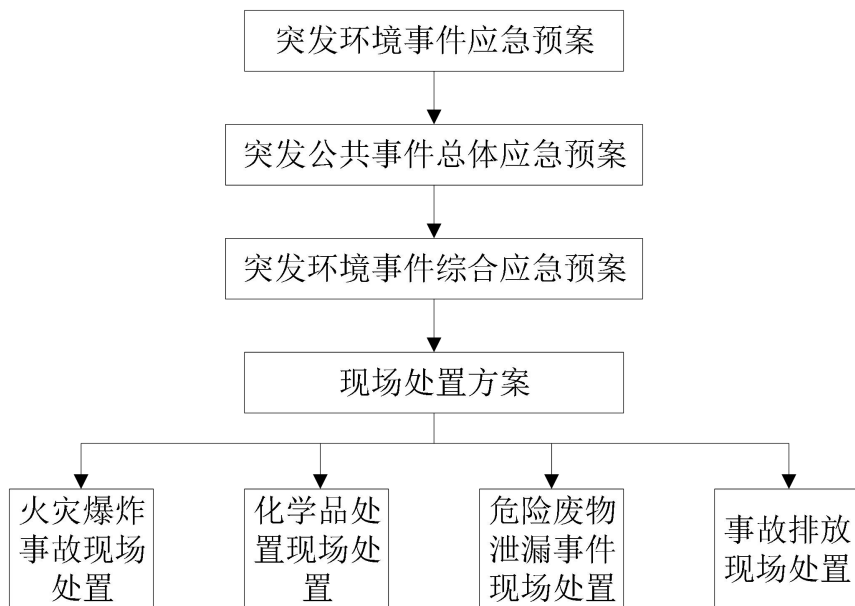 突发环境事件应急预案
突发公共事件总体应急预案
突发环境事件综合应急预案
现场处置方案
火灾爆炸
事故现场
处置
化学品处
置现场处
置
危险废物
泄漏事件
现场处置
事故排放
现场处置